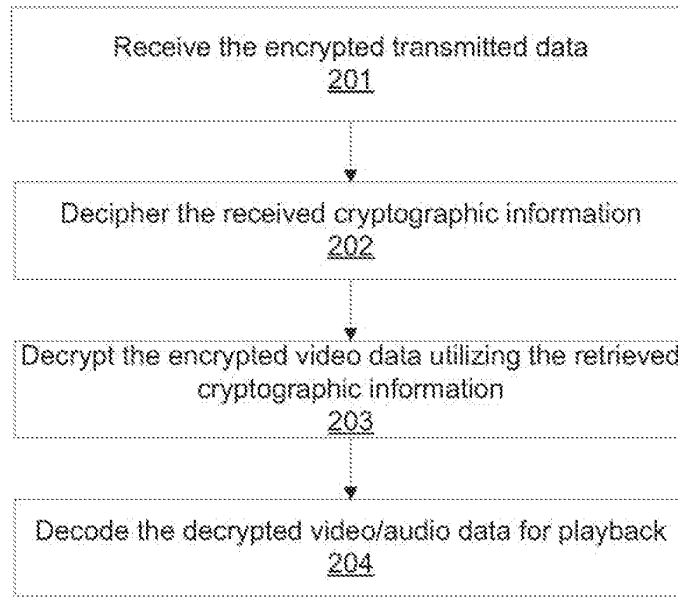 Receive the encrypted transmitted data
201
Decipher the received cryptographic information
202
Decrypt the encrypted video data utilizing the retrieved
cryptographic information
203
Decode the decrypted video/audio data for playback
204